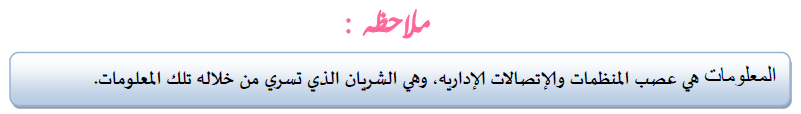 ملاحظه :
المعلومات هي عصب المنظمات والإتصالات الإداريه، وهي الشريان الذي تسري من خلاله تلك المعلومات.